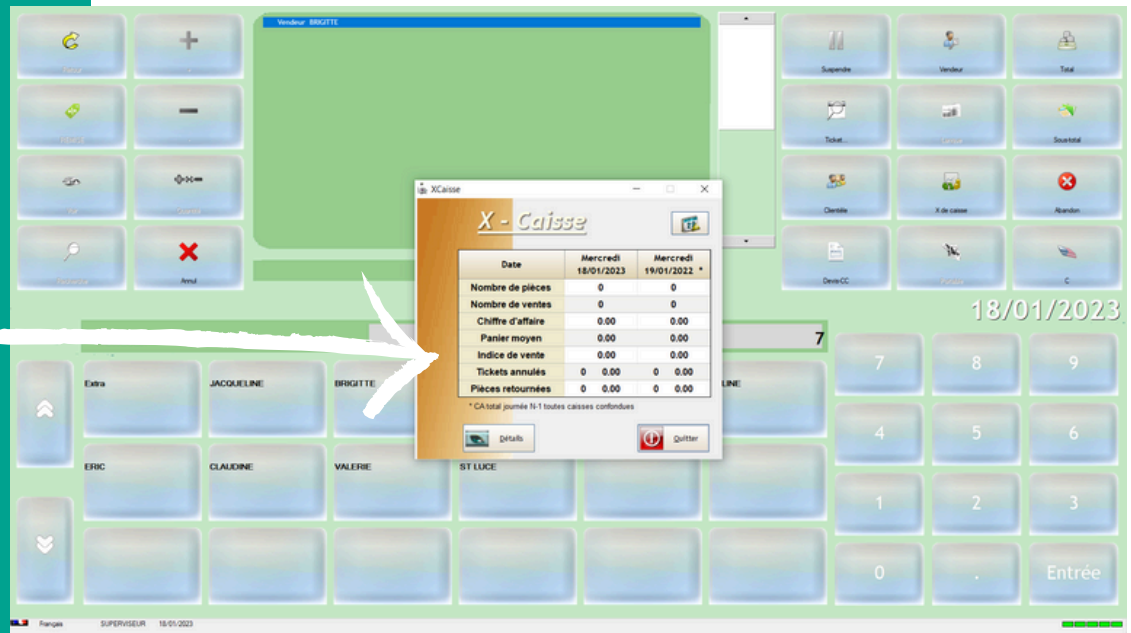 Vendeur BRIGITTE
Suspendre
Vendeur
Total
Ticket...
Sous-total
Clientèle
X de caisse
Abandon
Annul
Devis-CC
C
XCaisse
X - Caisse
Date Mercredi 18/01/2023 Mercredi 19/01/2022 *
Nombre de pièces 0 0
Nombre de ventes 0 0
Chiffre d'affaire 0.00 0.00
Panier moyen 0.00 0.00
Indice de vente 0.00 0.00
Tickets annulés 0 0.00 0 0.00
Pièces retournées 0 0.00 0 0.00
* CA total journée N-1 toutes caisses confondues
Détails
Quitter
18/01/2023
7
7 8 9
Extra
JACQUELINE
BRIGITTE
LINE
4 5 6
ERIC
CLAUDINE
VALERIE
ST LUCE
1 2 3
0 . Entrée
Français SUPERVISEUR 18/01/2023